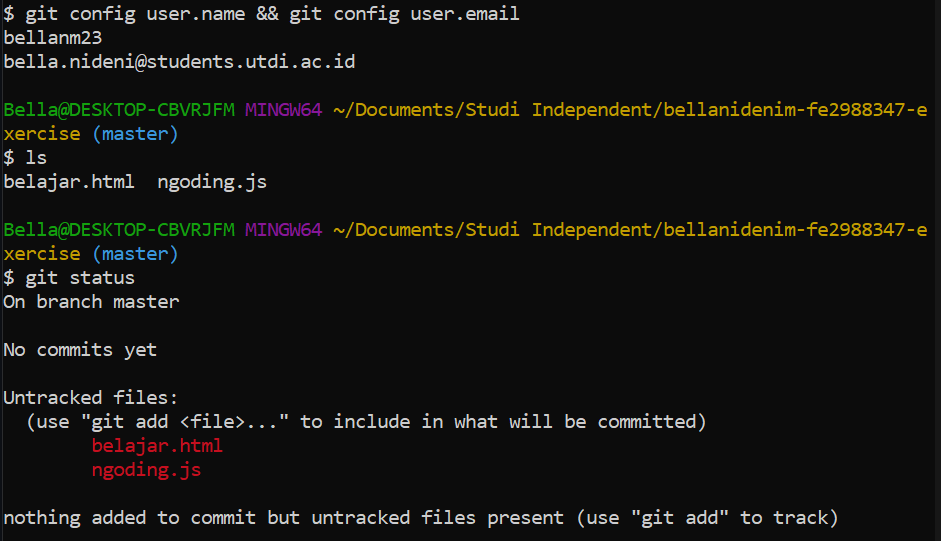 $ git config user.name && git config user.email
bellanm23
bella.nideni@students.utdi.ac.id
Bella@DESKTOP-CBVRJFM MINGW64 ~/Documents/Studi Independent/bellanidenim-fe2988347-e
xercise (master)
$ ls
belajar.html  ngoding.js
Bella@DESKTOP-CBVRJFM MINGW64 ~/Documents/Studi Independent/bellanidenim-fe2988347-e
xercise (master)
$ git status
On branch master
No commits yet
Untracked files:
  (use "git add <file>..." to include in what will be committed)
        belajar.html
        ngoding.js
nothing added to commit but untracked files present (use "git add" to track)